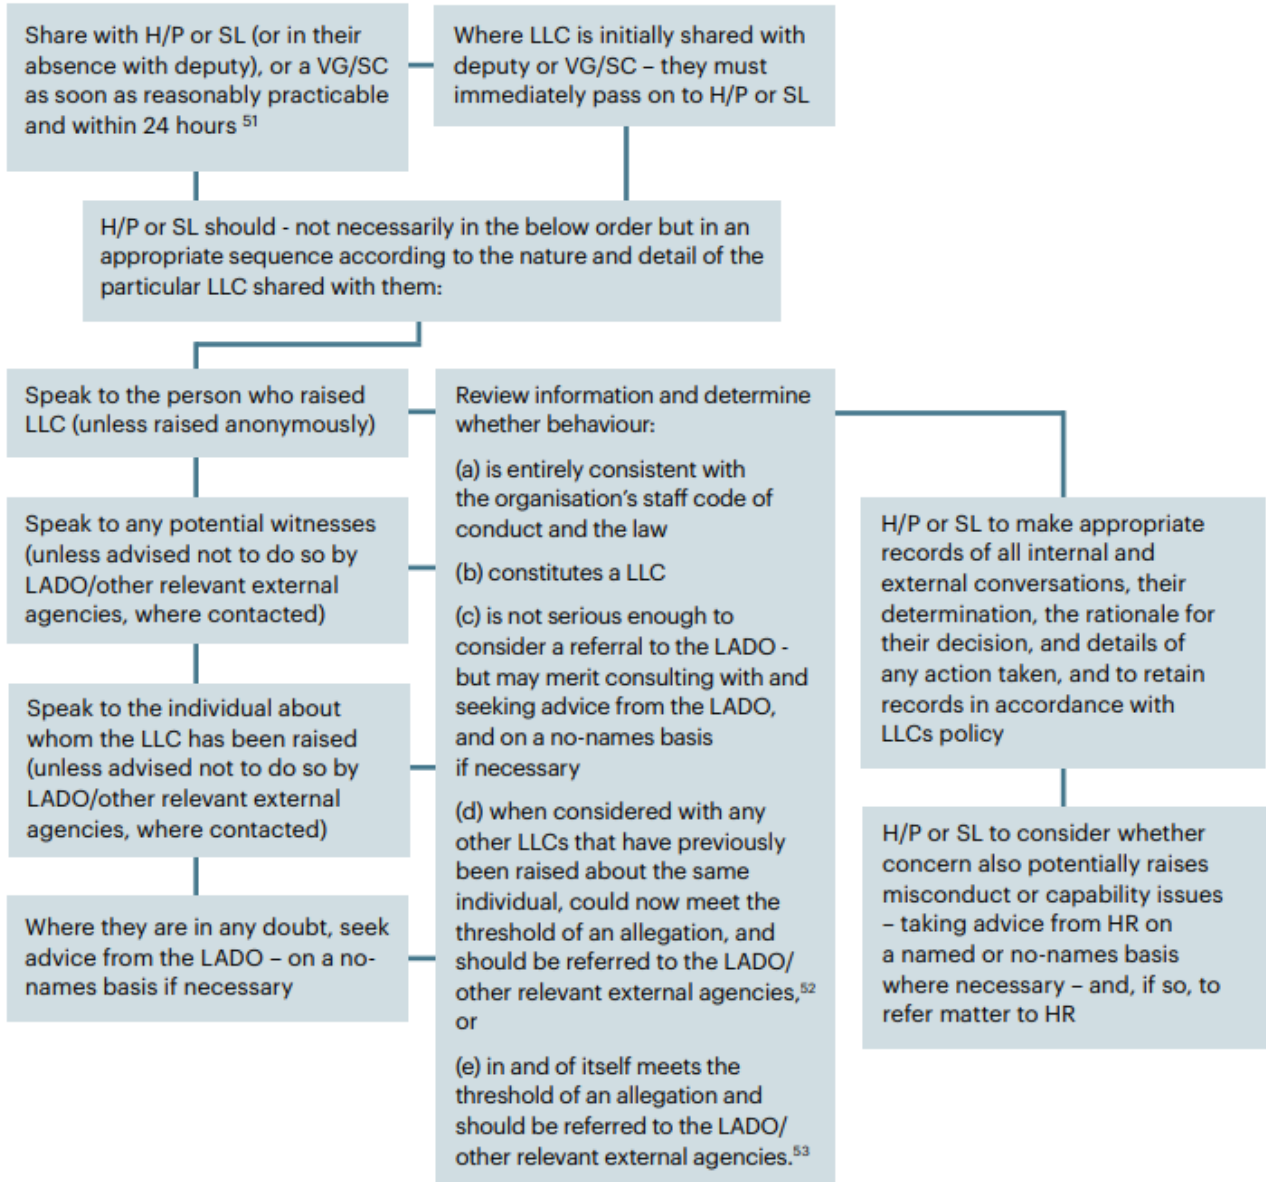 Share with H/P or SL (or in their
absence with deputy), or a VG/SC
as soon as reasonably practicable
and within 24 hours 51
Where LLC is initially shared with
deputy or VG/SC – they must
immediately pass on to H/P or SL
H/P or SL should - not necessarily in the below order but in an
appropriate sequence according to the nature and detail of the
particular LLC shared with them:
Speak to the person who raised
LLC (unless raised anonymously)
Speak to any potential witnesses
(unless advised not to do so by
LADO/other relevant external
agencies, where contacted)
Speak to the individual about
whom the LLC has been raised
(unless advised not to do so by
LADO/other relevant external
agencies, where contacted)
Where they are in any doubt, seek
advice from the LADO – on a no-
names basis if necessary
Review information and determine
whether behaviour:
(a) is entirely consistent with
the organisation's staff code of
conduct and the law
(b) constitutes a LLC
(c) is not serious enough to
consider a referral to the LADO -
but may merit consulting with and
seeking advice from the LADO,
and on a no-names basis
if necessary
(d) when considered with any
other LLCs that have previously
been raised about the same
individual, could now meet the
threshold of an allegation, and
should be referred to the LADO/
other relevant external agencies,52
or
(e) in and of itself meets the
threshold of an allegation and
should be referred to the LADO/
other relevant external agencies.53
H/P or SL to make appropriate
records of all internal and
external conversations, their
determination, the rationale for
their decision, and details of
any action taken, and to retain
records in accordance with
LLCs policy
H/P or SL to consider whether
concern also potentially raises
misconduct or capability issues
– taking advice from HR on
a named or no-names basis
where necessary – and, if so, to
refer matter to HR